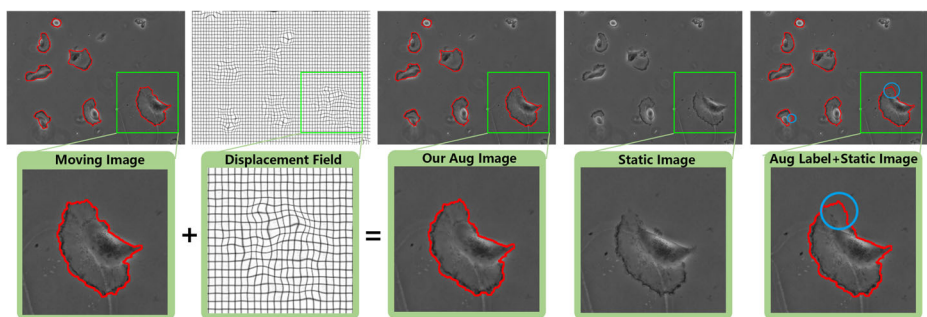 Moving Image
Displacement Field
Our Aug Image
Static Image
Aug Label+Static Image
+
=